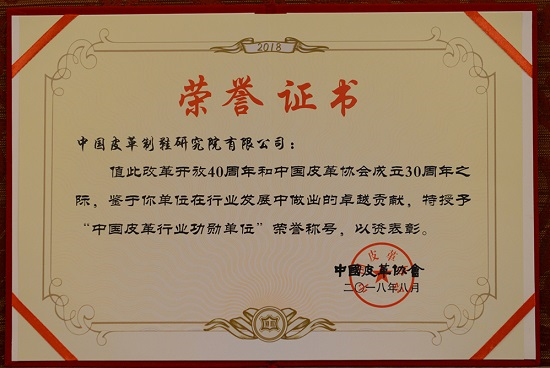 2018
荣誉证书
中国皮革制鞋研究院有限公司：
值此改革开放40周年和中国皮革协会成立30周年之
际，鉴于你单位在行业发展中做出的卓越贡献，特授予
“中国皮革行业功勋单位”荣誉称号，以资表彰。
中國皮革协會
二〇一八年八月